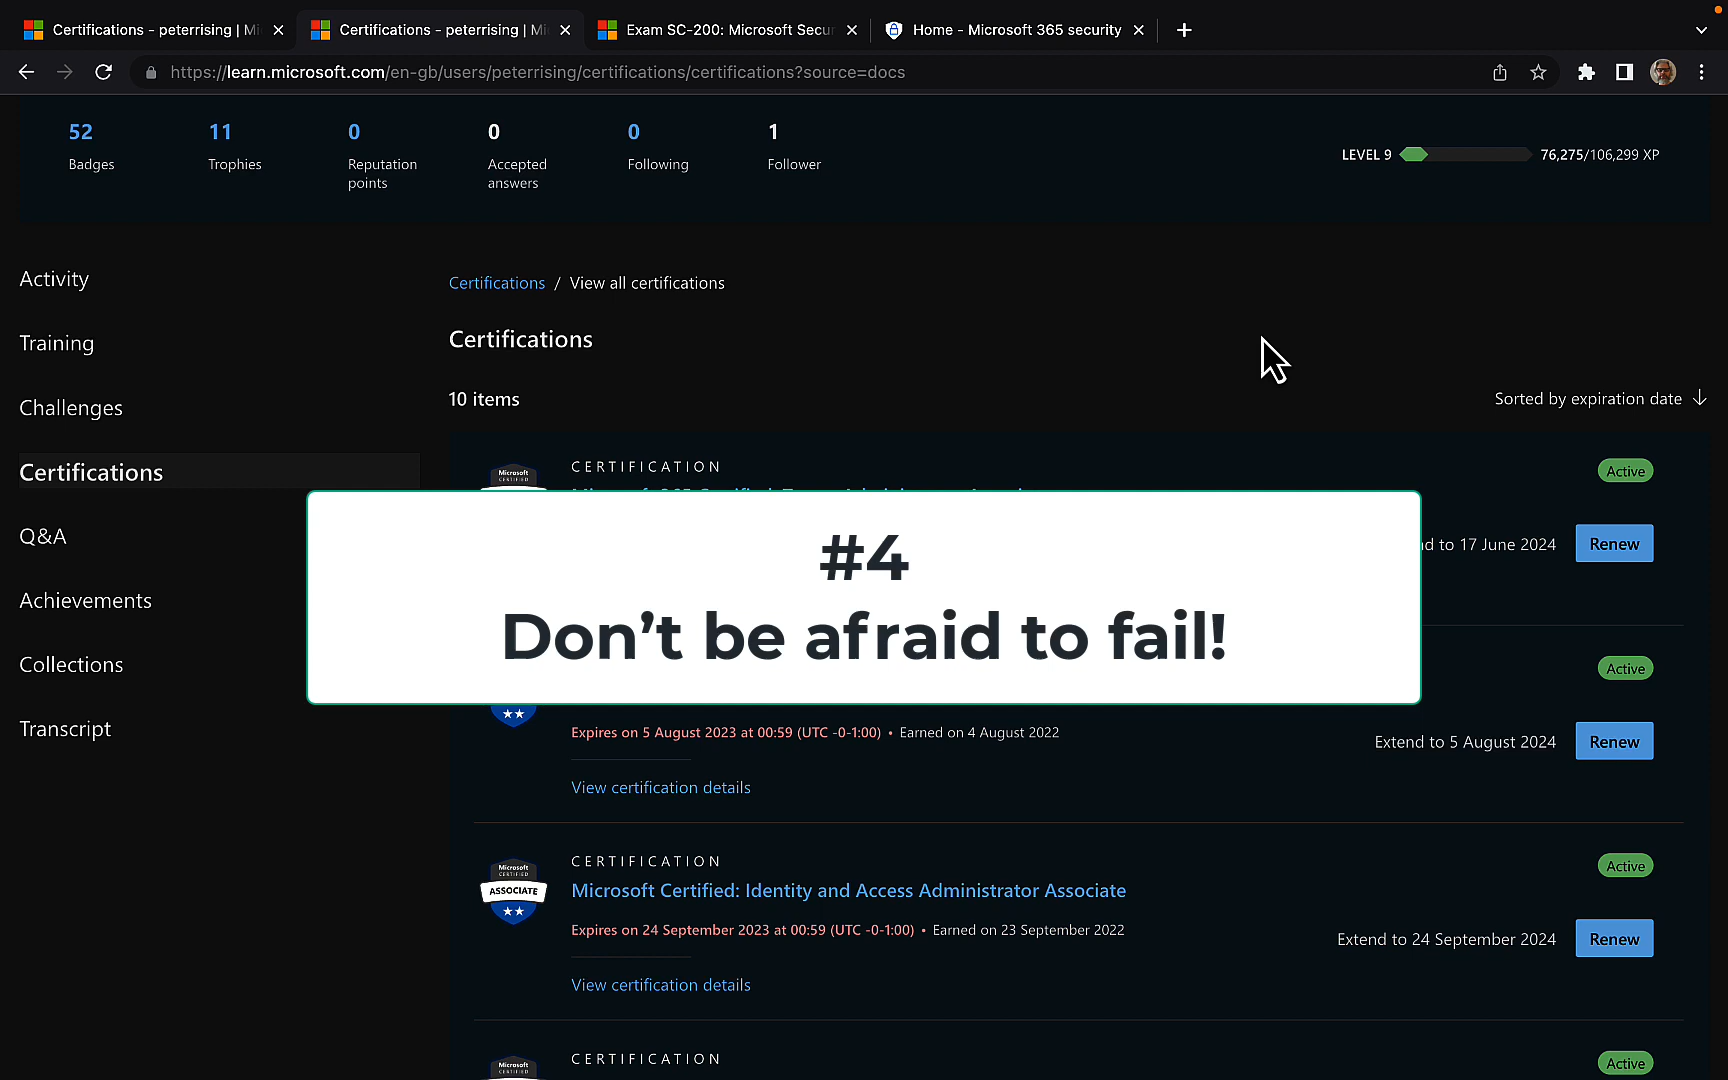 Certifications - peterrising | Mi
Certifications - peterrising | Mi
Exam SC-200: Microsoft Secur
Home - Microsoft 365 security
https://learn.microsoft.com/en-gb/users/peterrising/certifications/certifications?source=docs
52
11
0
0
0
1
Badges
Trophies
Reputation points
Accepted answers
Following
Follower
LEVEL 9
76,275/106,299 XP
Activity
Training
Challenges
Certifications
Q&A
Achievements
Collections
Transcript
Certifications / View all certifications
Certifications
10 items
Sorted by expiration date
Microsoft
CERTIFIED
CERTIFICATION
Active
d to 17 June 2024
Renew
#4
Don’t be afraid to fail!
Active
Expires on 5 August 2023 at 00:59 (UTC -0-1:00) • Earned on 4 August 2022
Extend to 5 August 2024
Renew
View certification details
Microsoft
CERTIFIED
ASSOCIATE
CERTIFICATION
Active
Microsoft Certified: Identity and Access Administrator Associate
Expires on 24 September 2023 at 00:59 (UTC -0-1:00) • Earned on 23 September 2022
Extend to 24 September 2024
Renew
View certification details
Microsoft
CERTIFICATION
Active